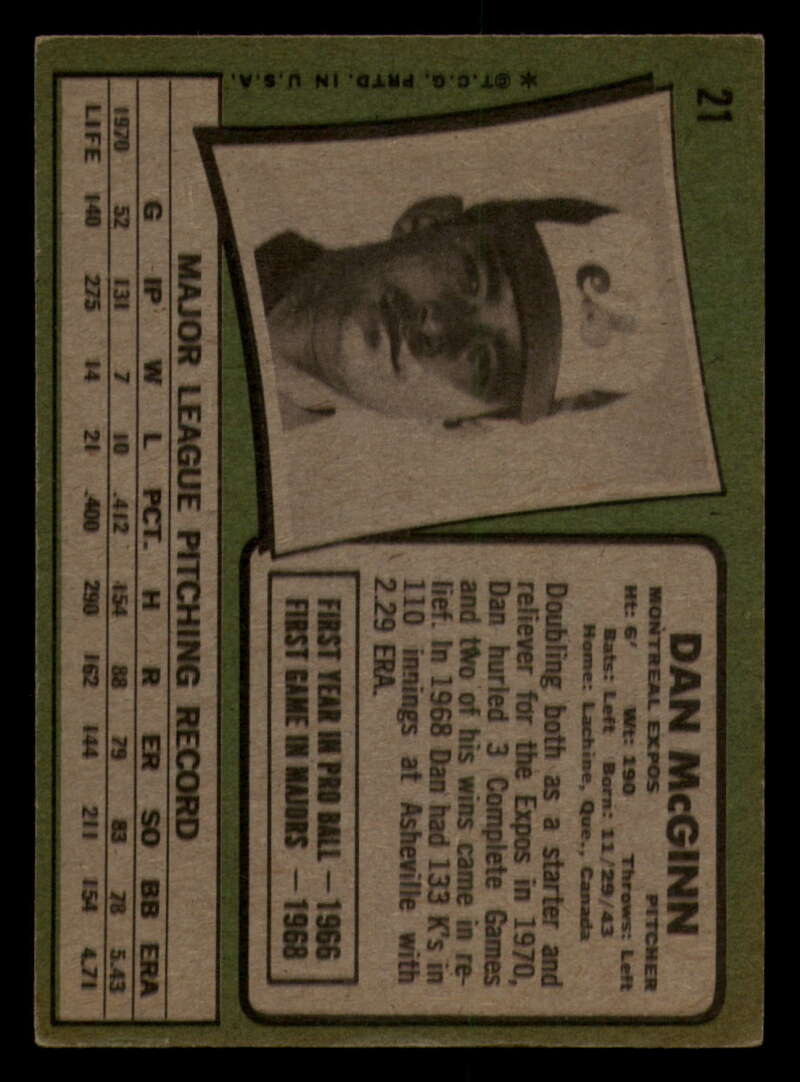 21
*©T.C.G. PRTD. IN U.S.A.
e
DAN McGINN
MONTREAL EXPOS PITCHER
Ht: 6' Wt: 190 Throws: Left
Bats: Left Born: 11/29/43
Home: Lachine, Que., Canada
Doubling both as a starter and
reliever for the Expos in 1970,
Dan hurled 3 Complete Games
and two of his wins came in re-
lief. In 1968 Dan had 133 K's in
110 innings at Asheville with
2.29 ERA.
FIRST YEAR IN PRO BALL — 1966
FIRST GAME IN MAJORS — 1968
MAJOR LEAGUE PITCHING RECORD
G IP W L PCT. H R ER SO BB ERA
1970 52 131 7 10 .412 154 88 79 83 78 5.43
LIFE 140 275 14 21 .400 290 162 144 211 154 4.71